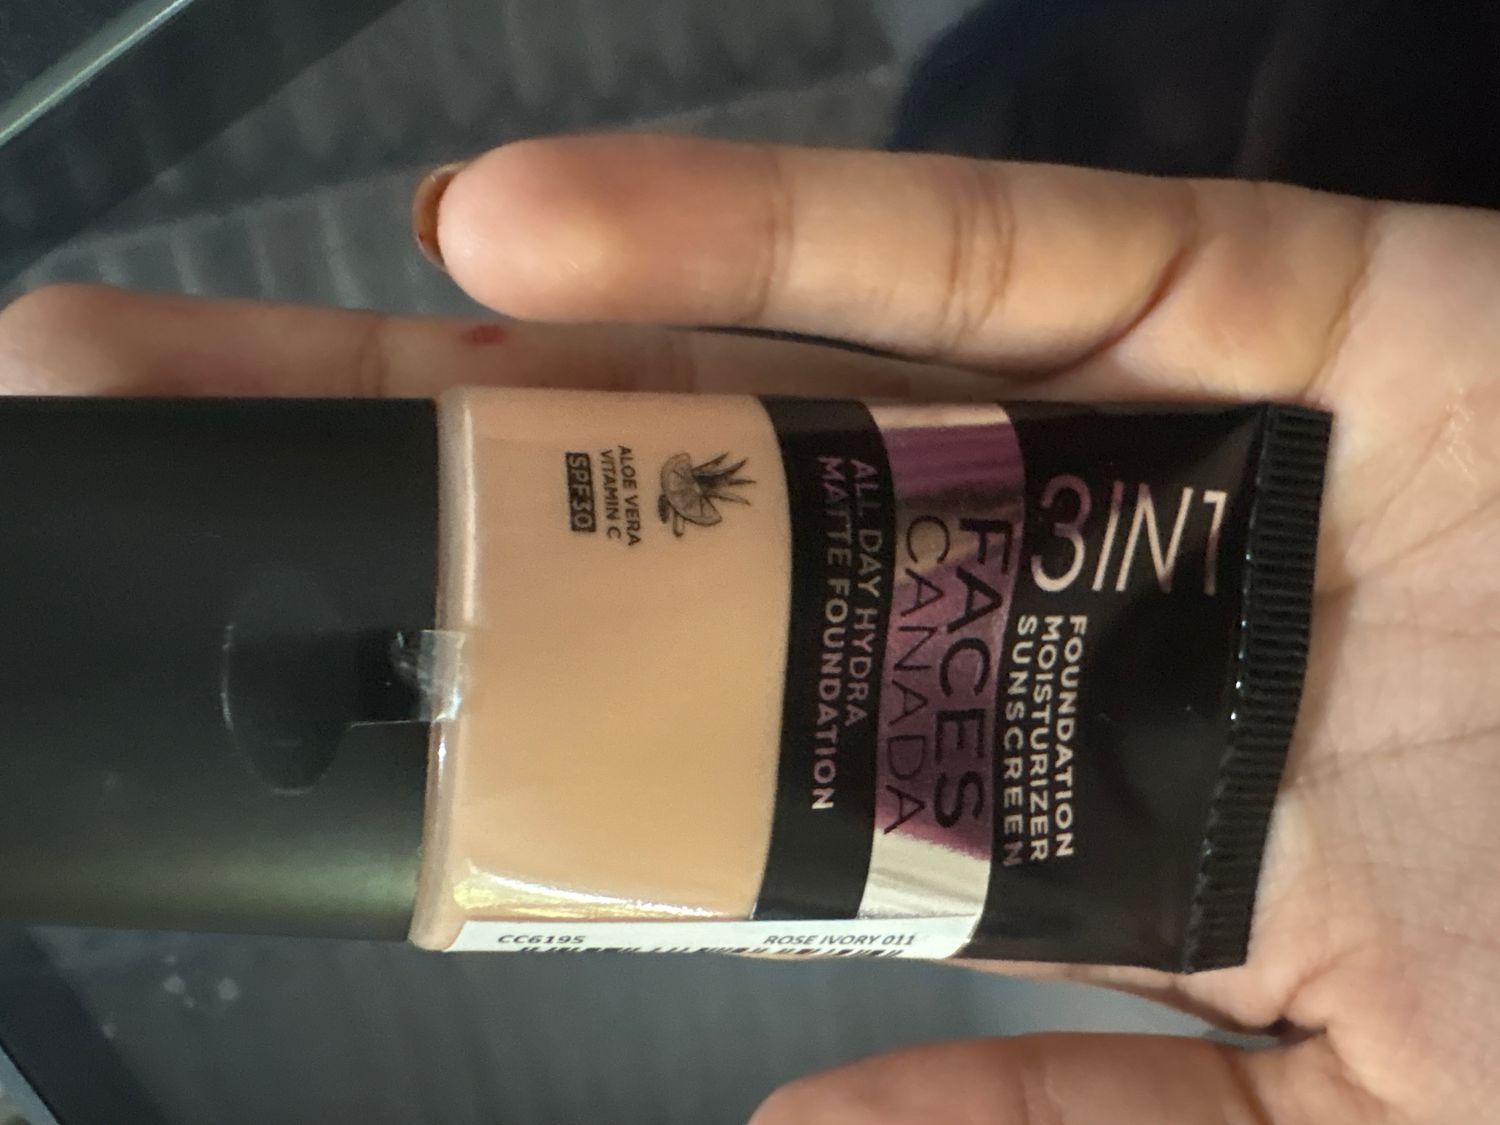 3IN1
FOUNDATION
MOISTURIZER
SUNSCREEN
FACES
CANADA
ALL DAY HYDRA
MATTE FOUNDATION
ALOE VERA
VITAMIN C
SPF30
CC6195
ROSE IVORY 011